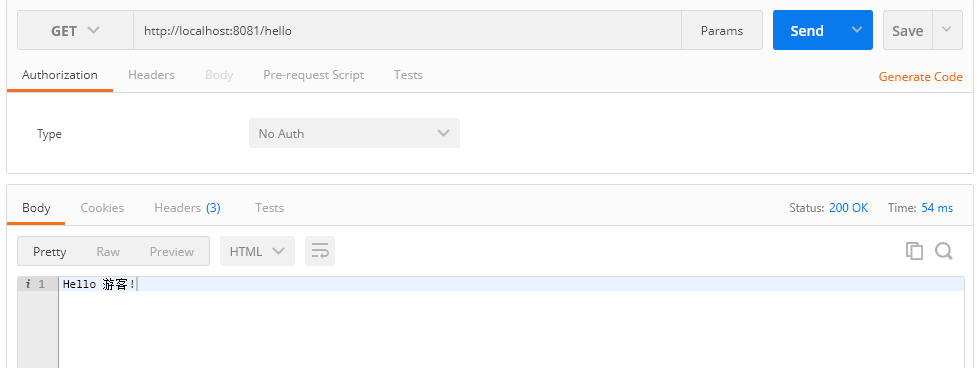 GET http://localhost:8081/hello Params Send Save
Authorization Headers Body Pre-request Script Tests Generate Code
Type No Auth
Body Cookies Headers (3) Tests Status: 200 OK Time: 54 ms
Pretty Raw Preview HTML
i 1 Hello 游客!